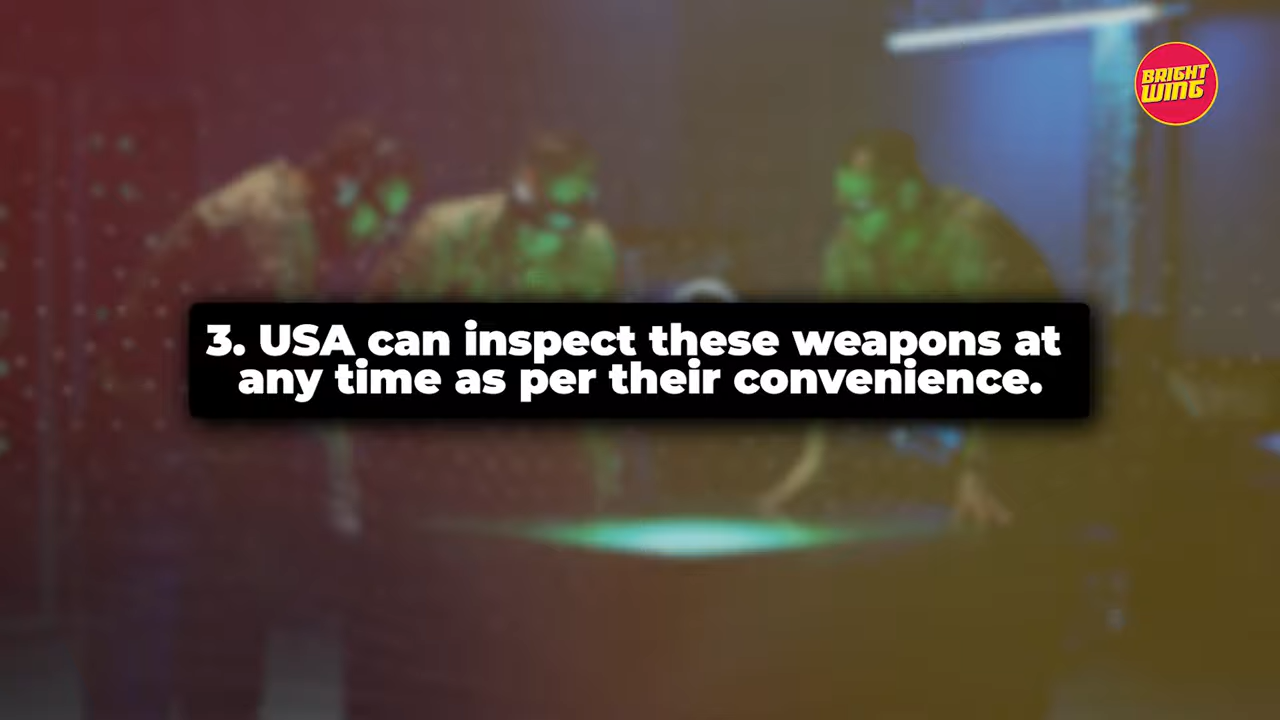 BRIGHT
WING
3. USA can inspect these weapons at
any time as per their convenience.